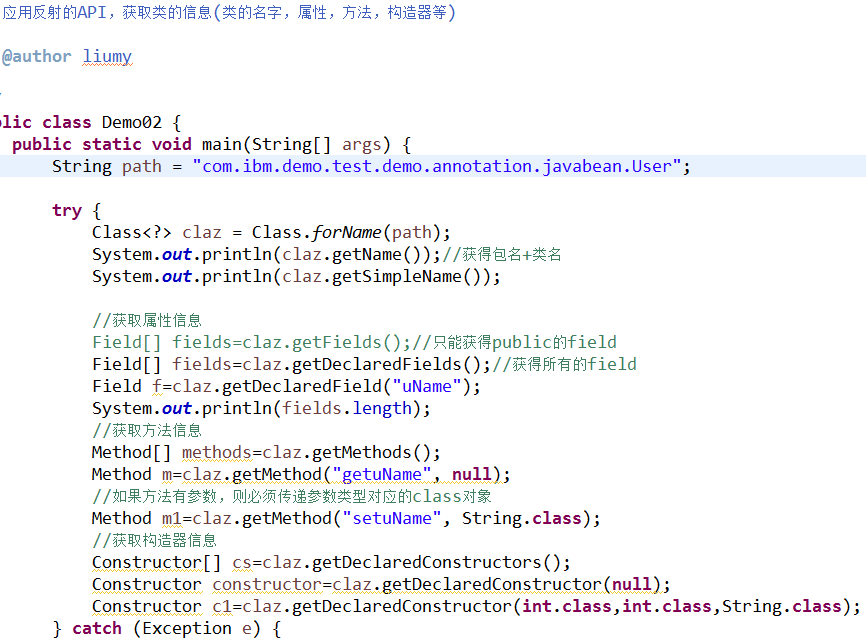 应用反射的API，获取类的信息(类的名字，属性，方法，构造器等)
@author liumy
lic class Demo02 {
public static void main(String[] args) {
String path = "com.ibm.demo.test.demo.annotation.javabean.User";
try {
Class<?> claz = Class.forName(path);
System.out.println(claz.getName());//获得包名+类名
System.out.println(claz.getSimpleName());
//获取属性信息
Field[] fields=claz.getFields();//只能获得public的field
Field[] fields=claz.getDeclaredFields();//获得所有的field
Field f=claz.getDeclaredField("uName");
System.out.println(fields.length);
//获取方法信息
Method[] methods=claz.getMethods();
Method m=claz.getMethod("getuName", null);
//如果方法有参数，则必须传递参数类型对应的class对象
Method m1=claz.getMethod("setuName", String.class);
//获取构造器信息
Constructor[] cs=claz.getDeclaredConstructors();
Constructor constructor=claz.getDeclaredConstructor(null);
Constructor c1=claz.getDeclaredConstructor(int.class,int.class,String.class);
} catch (Exception e) {